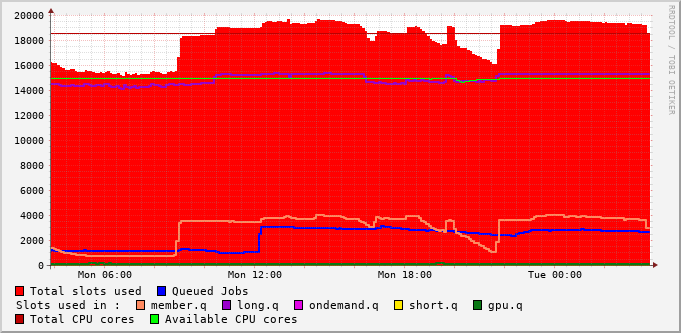 20000
18000
16000
14000
12000
10000
8000
6000
4000
2000
0
Mon 06:00 Mon 12:00 Mon 18:00 Tue 00:00
Total slots used Queued Jobs
Slots used in : member.q long.q ondemand.q short.q gpu.q
Total CPU cores Available CPU cores
RRDTOOL / TOBI OETIKER